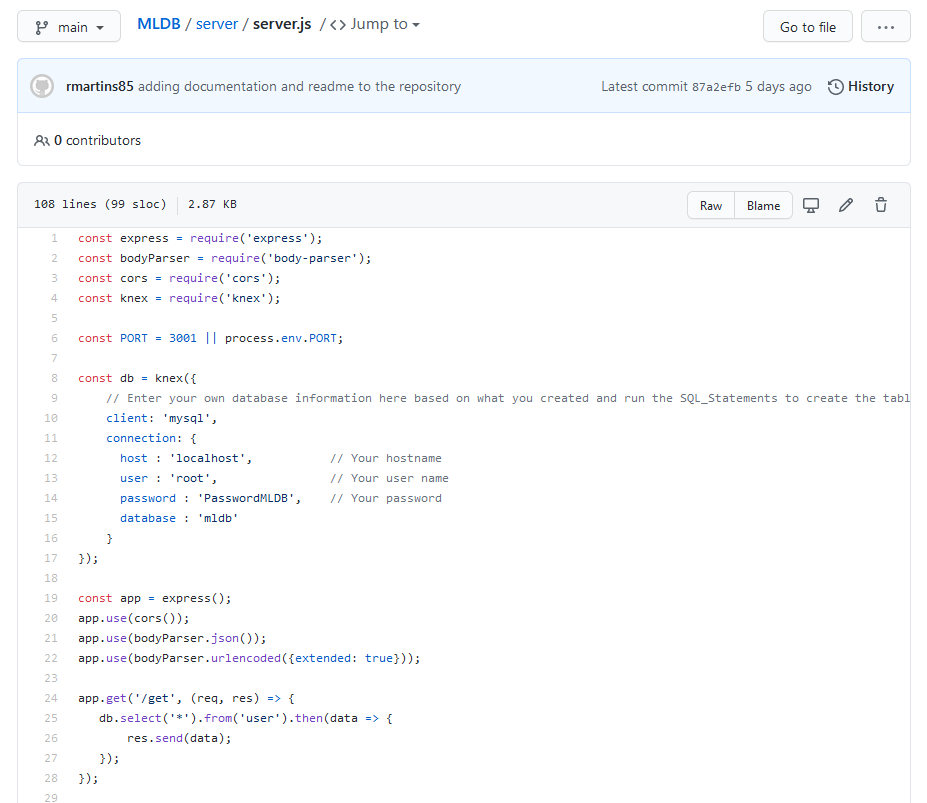 main
MLDB / server / server.js / <> Jump to
Go to file
...
rmartins85 adding documentation and readme to the repository
Latest commit 87a2efb 5 days ago
History
0 contributors
108 lines (99 sloc) 2.87 KB
Raw Blame
1 const express = require('express');
2 const bodyParser = require('body-parser');
3 const cors = require('cors');
4 const knex = require('knex');
5
6 const PORT = 3001 || process.env.PORT;
7
8 const db = knex({
9 // Enter your own database information here based on what you created and run the SQL_Statements to create the tabl
10 client: 'mysql',
11 connection: {
12 host : 'localhost', // Your hostname
13 user : 'root', // Your user name
14 password : 'PasswordMLDB', // Your password
15 database : 'mldb'
16 }
17 });
18
19 const app = express();
20 app.use(cors());
21 app.use(bodyParser.json());
22 app.use(bodyParser.urlencoded({extended: true}));
23
24 app.get('/get', (req, res) => {
25 db.select('*').from('user').then(data => {
26 res.send(data);
27 });
28 });
29